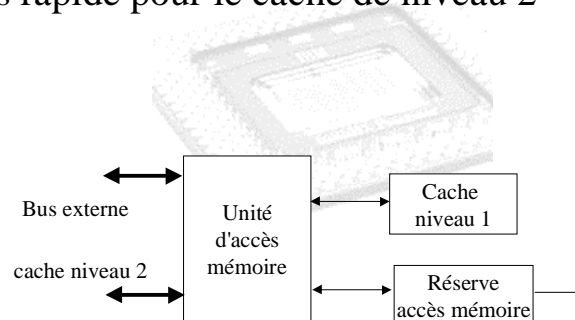 rapide pour le cache de niveau 2
Bus externe
cache niveau 2
Unité
d'accès
mémoire
Cache
niveau 1
Réserve
accès mémoire